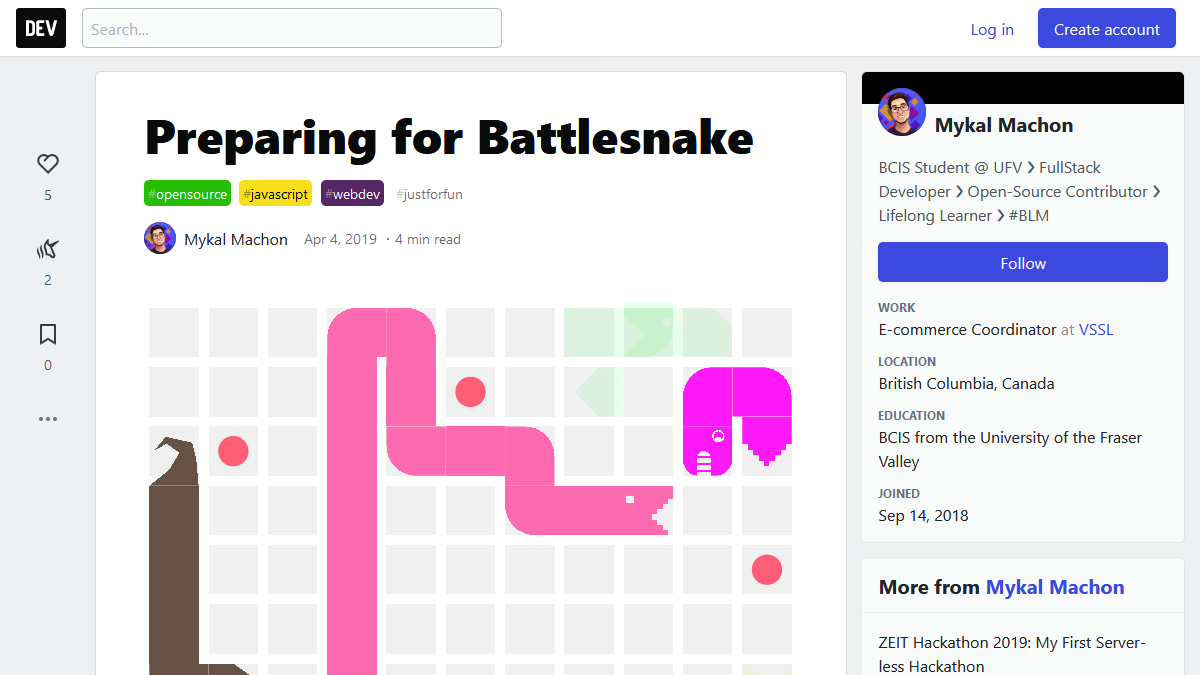 DEV
Search...
Log in
Create account
5
2
0
Preparing for Battlesnake
#opensource #javascript #webdev #justforfun
Mykal Machon Apr 4, 2019 · 4 min read
Mykal Machon
BCIS Student @ UFV > FullStack
Developer > Open-Source Contributor >
Lifelong Learner > #BLM
Follow
WORK
E-commerce Coordinator at VSSL
LOCATION
British Columbia, Canada
EDUCATION
BCIS from the University of the Fraser
Valley
JOINED
Sep 14, 2018
More from Mykal Machon
ZEIT Hackathon 2019: My First Server-
less Hackathon